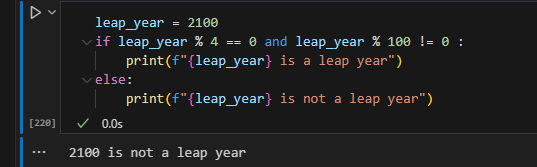 leap_year = 2100
if leap_year % 4 == 0 and leap_year % 100 != 0 :
    print(f"{leap_year} is a leap year")
else:
    print(f"{leap_year} is not a leap year")
[220] ✓ 0.0s
... 2100 is not a leap year